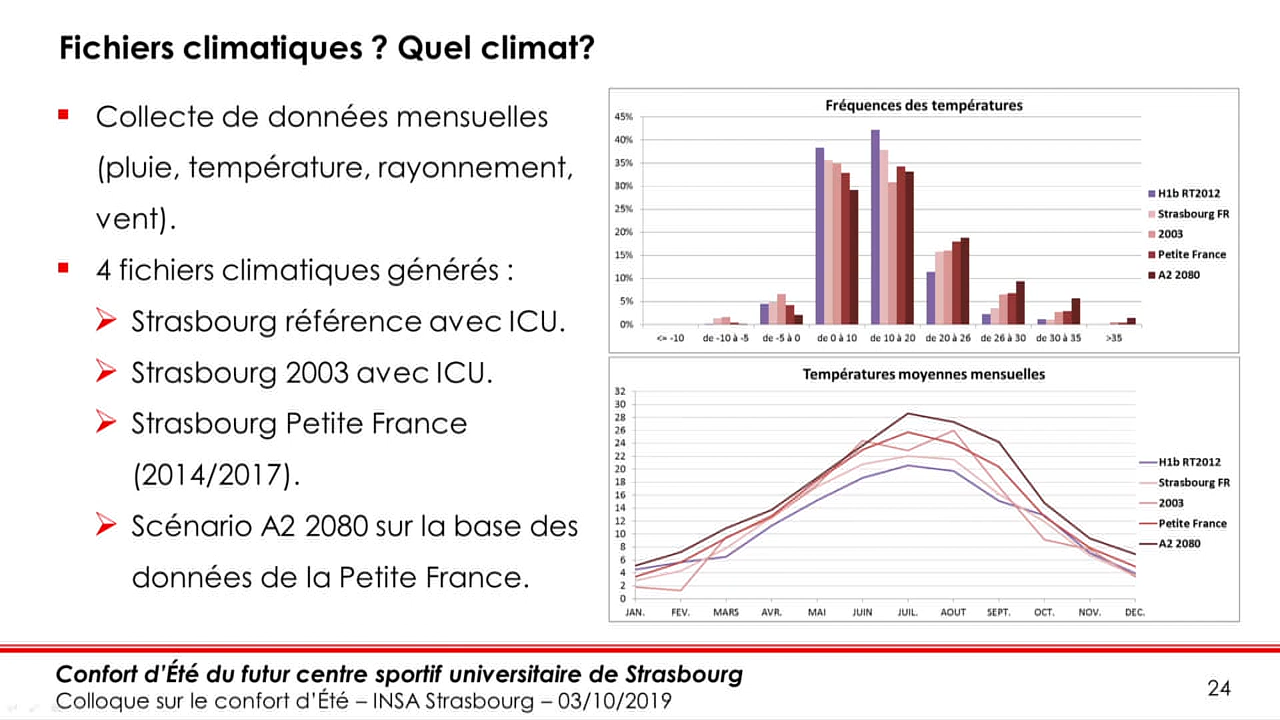 Fichiers climatiques ? Quel climat?
Collecte de données mensuelles
(pluie, température, rayonnement,
vent).
4 fichiers climatiques générés :
Strasbourg référence avec ICU.
Strasbourg 2003 avec ICU.
Strasbourg Petite France
(2014/2017).
Scénario A2 2080 sur la base des
données de la Petite France.
Fréquences des températures
45%
40%
35%
30%
25%
20%
15%
10%
5%
0%
<= -10 de -10 à -5 de -5 à 0 de 0 à 10 de 10 à 20 de 20 à 26 de 26 à 30 de 30 à 35 >35
H1b RT2012
Strasbourg FR
2003
Petite France
A2 2080
Températures moyennes mensuelles
32
30
28
26
24
22
20
18
16
14
12
10
8
6
4
2
0
JAN. FEV. MARS AVR. MAI JUIN JUIL. AOUT SEPT. OCT. NOV. DEC.
H1b RT2012
Strasbourg FR
2003
Petite France
A2 2080
Confort d'Été du futur centre sportif universitaire de Strasbourg
Colloque sur le confort d'Été – INSA Strasbourg – 03/10/2019
24